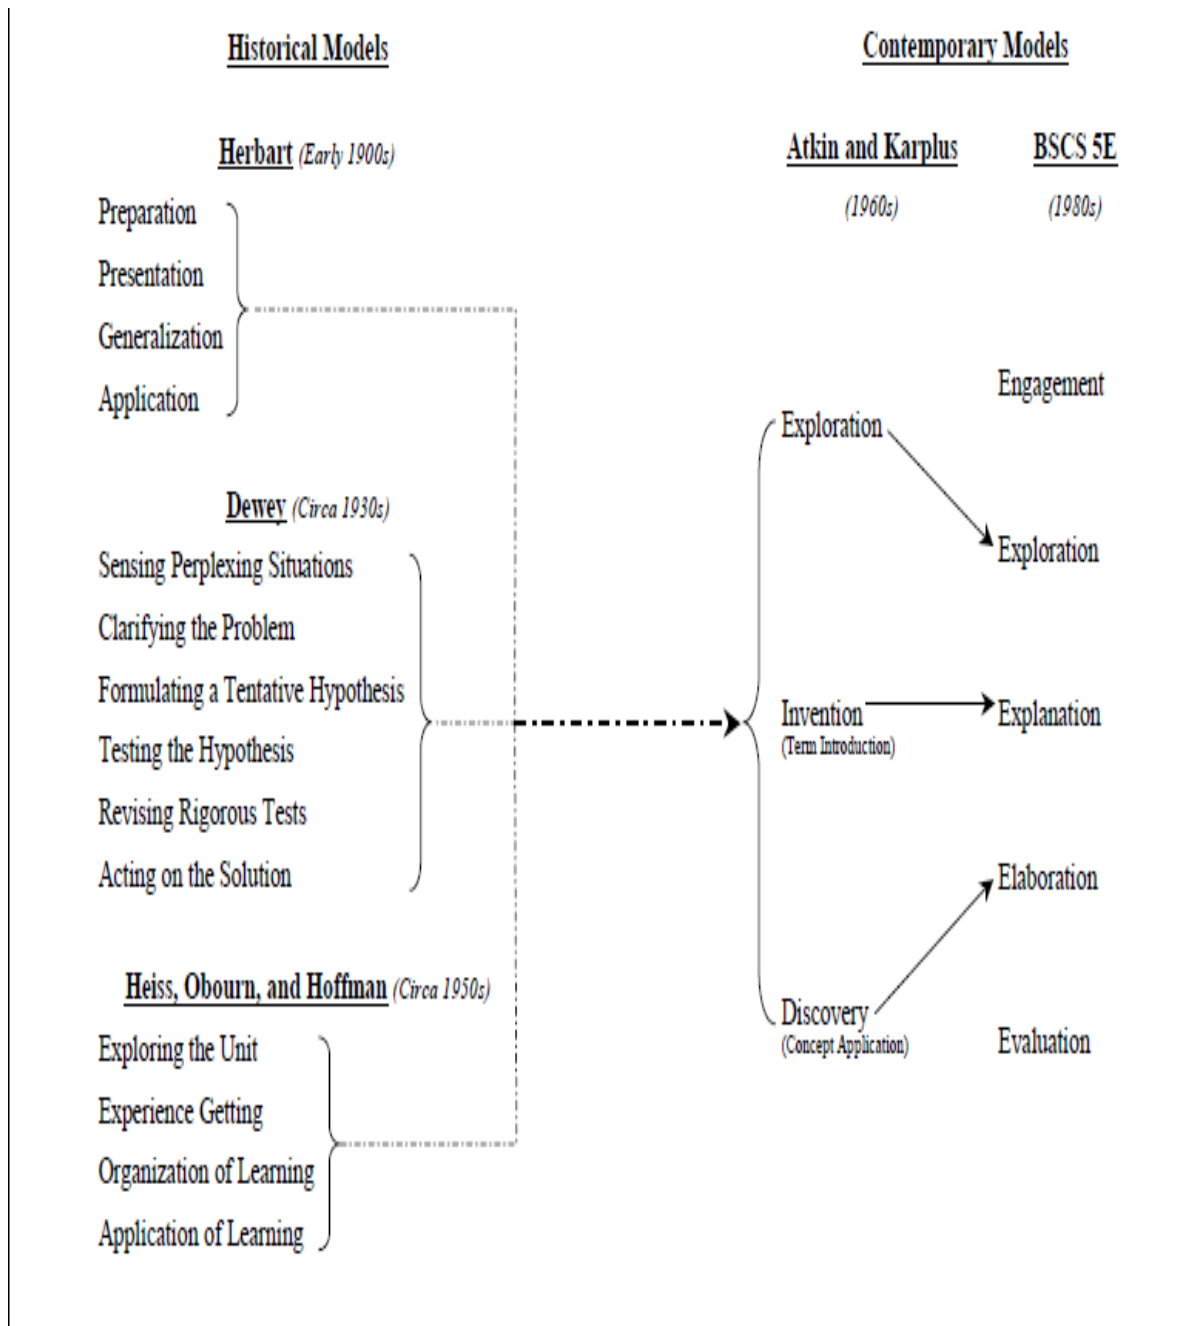 Historical Models
Contemporary Models
Herbart (Early 1900s)
Preparation
Presentation
Generalization
Application
Dewey (Circa 1930s)
Sensing Perplexing Situations
Clarifying the Problem
Formulating a Tentative Hypothesis
Testing the Hypothesis
Revising Rigorous Tests
Acting on the Solution
Heiss, Obourn, and Hoffman (Circa 1950s)
Exploring the Unit
Experience Getting
Organization of Learning
Application of Learning
Atkin and Karplus
(1960s)
Exploration
Invention
(Term Introduction)
Discovery
(Concept Application)
BSCS 5E
(1980s)
Engagement
Exploration
Explanation
Elaboration
Evaluation